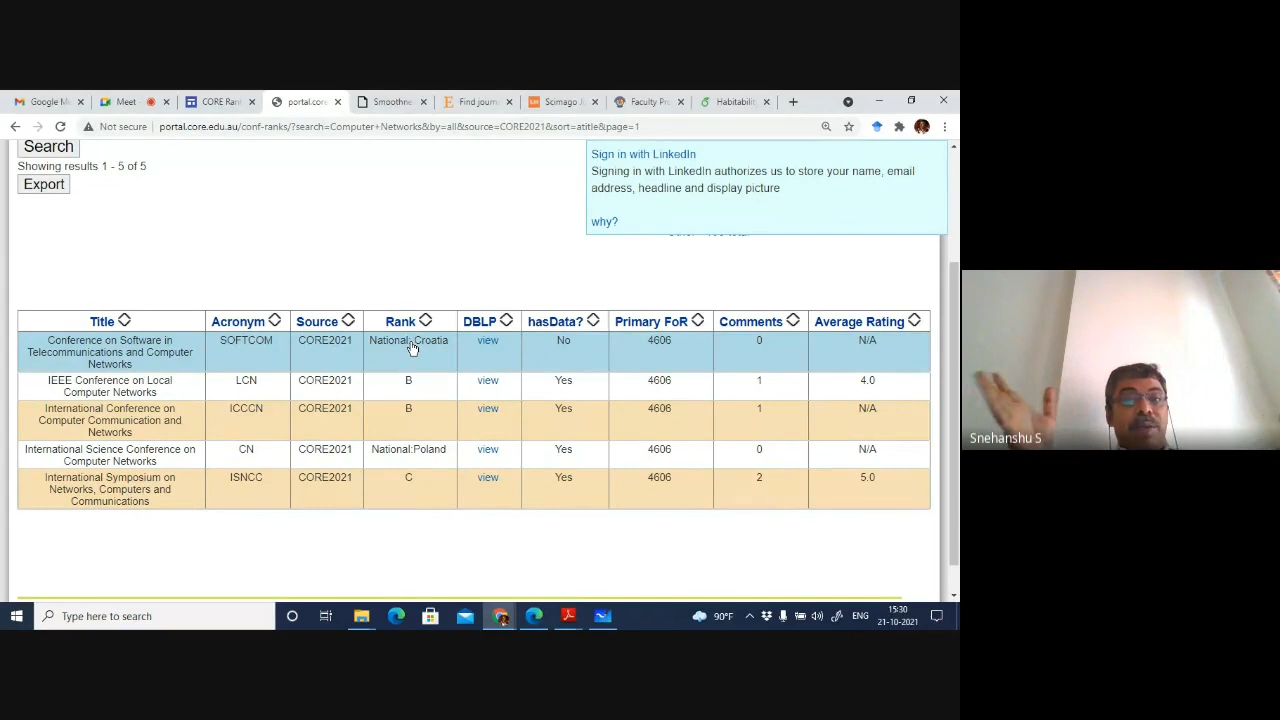 Google M
Meet
CORE Ran
portal.core
Smoothne
Find journ
Scimago J
Faculty Pro
Habitabilit
Not secure
portal.core.edu.au/conf-ranks/?search=Computer+Networks&by=all&source=CORE2021&sort=atitle&page=1
Search
Showing results 1 - 5 of 5
Export
Sign in with LinkedIn
Signing in with LinkedIn authorizes us to store your name, email
address, headline and display picture
why?
Title Acronym Source Rank DBLP hasData? Primary FoR Comments Average Rating
Conference on Software in
Telecommunications and Computer
Networks
SOFTCOM CORE2021 National:Croatia view No 4606 0 N/A
IEEE Conference on Local
Computer Networks
LCN CORE2021 B view Yes 4606 1 4.0
International Conference on
Computer Communication and
Networks
ICCCN CORE2021 B view Yes 4606 1 N/A
International Science Conference on
Computer Networks
CN CORE2021 National:Poland view Yes 4606 0 N/A
International Symposium on
Networks, Computers and
Communications
ISNCC CORE2021 C view Yes 4606 2 5.0
Snehanshu S
Type here to search
90°F
ENG
15:30
21-10-2021